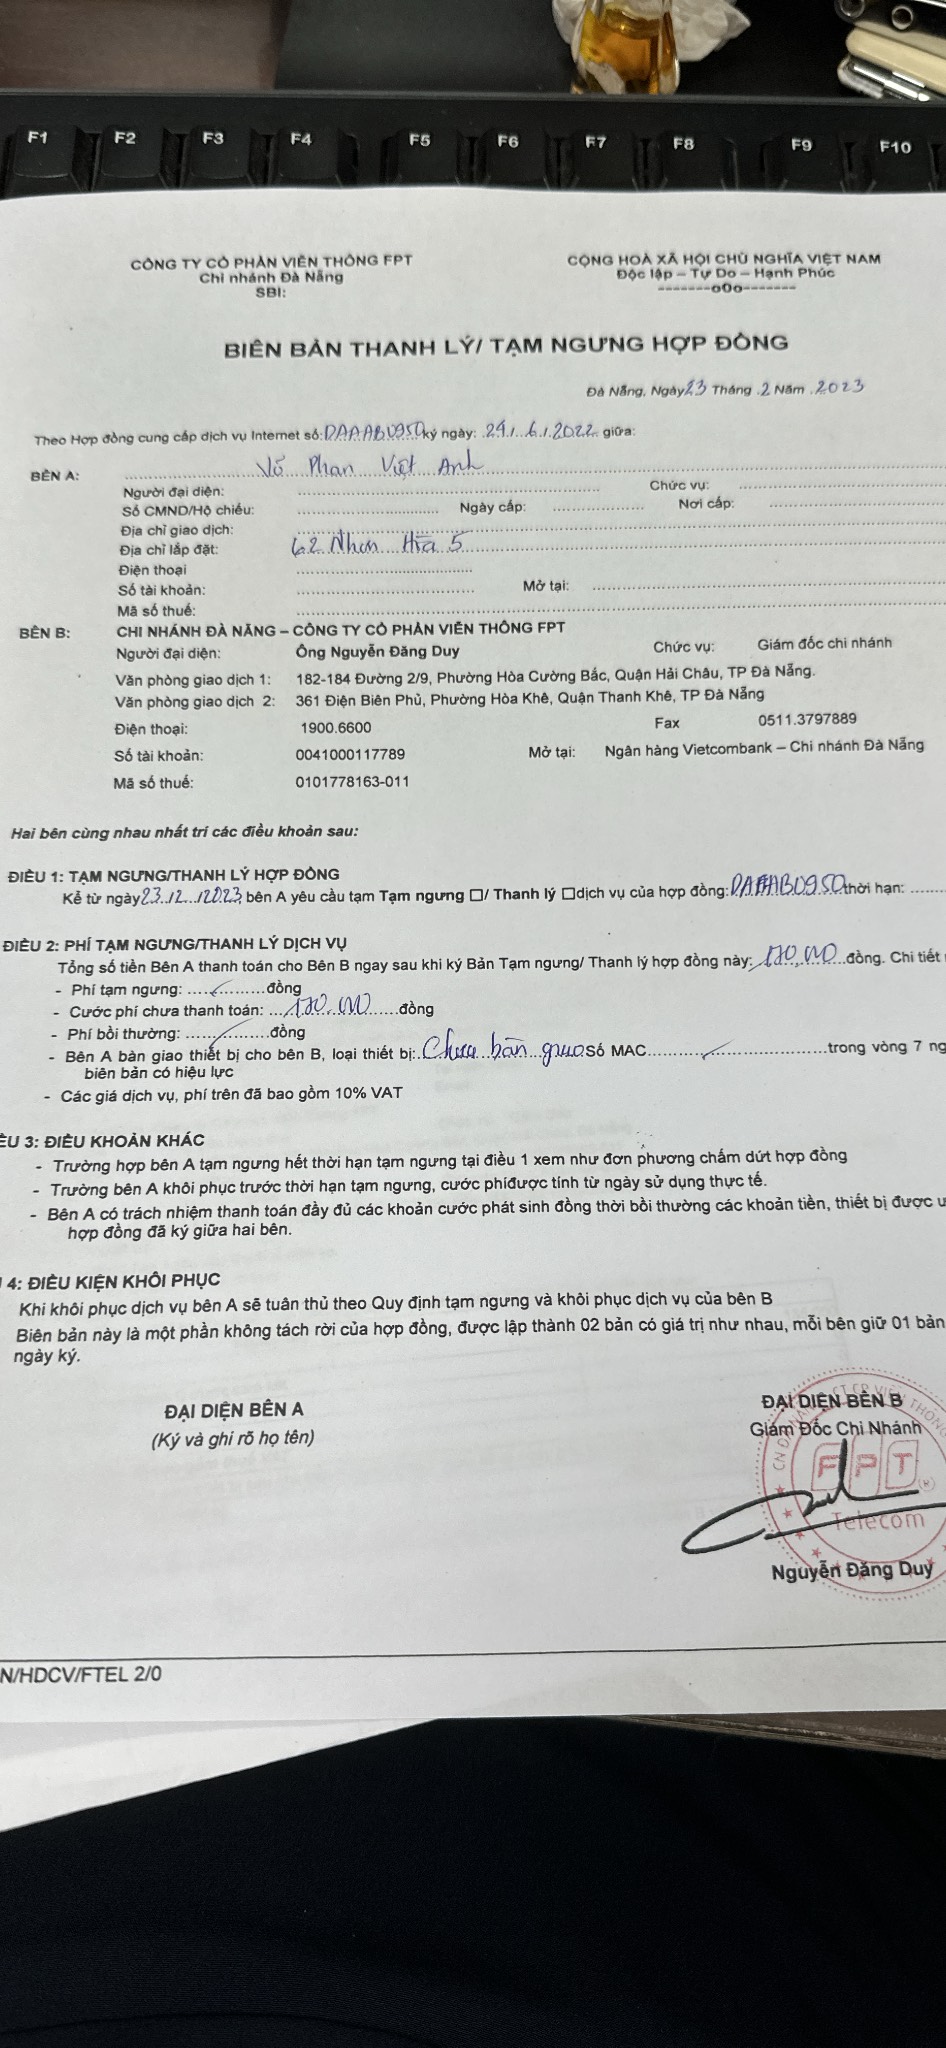 F1 F2 F3 F4 F5 F6 F7 F8 F9 F10
CÔNG TY CỔ PHẦN VIỄN THÔNG FPT
Chi nhánh Đà Nẵng
SBI:
CỘNG HOÀ XÃ HỘI CHỦ NGHĨA VIỆT NAM
Độc lập – Tự Do – Hạnh Phúc
-------o0o-------
BIÊN BẢN THANH LÝ/ TẠM NGƯNG HỢP ĐỒNG
Đà Nẵng, Ngày 23 Tháng 2 Năm 2023
Theo Hợp đồng cung cấp dịch vụ Internet số: DAAAB0950 ký ngày: 29/6/2022 giữa:
BÊN A: Võ Phan Việt Anh
Người đại diện: Chức vụ:
Số CMND/Hộ chiếu: Ngày cấp: Nơi cấp:
Địa chỉ giao dịch:
Địa chỉ lắp đặt: 62 Nhơn Hòa 5
Điện thoại
Số tài khoản: Mở tại:
Mã số thuế:
BÊN B: CHI NHÁNH ĐÀ NẴNG – CÔNG TY CỔ PHẦN VIỄN THÔNG FPT
Người đại diện: Ông Nguyễn Đăng Duy Chức vụ: Giám đốc chi nhánh
Văn phòng giao dịch 1: 182-184 Đường 2/9, Phường Hòa Cường Bắc, Quận Hải Châu, TP Đà Nẵng.
Văn phòng giao dịch 2: 361 Điện Biên Phủ, Phường Hòa Khê, Quận Thanh Khê, TP Đà Nẵng
Điện thoại: 1900.6600 Fax 0511.3797889
Số tài khoản: 0041000117789 Mở tại: Ngân hàng Vietcombank – Chi nhánh Đà Nẵng
Mã số thuế: 0101778163-011
Hai bên cùng nhau nhất trí các điều khoản sau:
ĐIỀU 1: TẠM NGƯNG/THANH LÝ HỢP ĐỒNG
Kể từ ngày 23/2/2023, bên A yêu cầu tạm Tạm ngưng ☐/ Thanh lý ☐dịch vụ của hợp đồng: DAAAB0950 thời hạn:
ĐIỀU 2: PHÍ TẠM NGƯNG/THANH LÝ DỊCH VỤ
Tổng số tiền Bên A thanh toán cho Bên B ngay sau khi ký Bản Tạm ngưng/ Thanh lý hợp đồng này: 170.000 đồng. Chi tiết
- Phí tạm ngưng: đồng
- Cước phí chưa thanh toán: 170.000 đồng
- Phí bồi thường: đồng
- Bên A bàn giao thiết bị cho bên B, loại thiết bị: Chưa bàn giao Số MAC trong vòng 7 ng
biên bản có hiệu lực
- Các giá dịch vụ, phí trên đã bao gồm 10% VAT
ỀU 3: ĐIỀU KHOẢN KHÁC
- Trường hợp bên A tạm ngưng hết thời hạn tạm ngưng tại điều 1 xem như đơn phương chấm dứt hợp đồng
- Trường bên A khôi phục trước thời hạn tạm ngưng, cước phíđược tính từ ngày sử dụng thực tế.
- Bên A có trách nhiệm thanh toán đầy đủ các khoản cước phát sinh đồng thời bồi thường các khoản tiền, thiết bị được ư
hợp đồng đã ký giữa hai bên.
4: ĐIỀU KIỆN KHÔI PHỤC
Khi khôi phục dịch vụ bên A sẽ tuân thủ theo Quy định tạm ngưng và khôi phục dịch vụ của bên B
Biên bản này là một phần không tách rời của hợp đồng, được lập thành 02 bản có giá trị như nhau, mỗi bên giữ 01 bản
ngày ký.
ĐẠI DIỆN BÊN A
(Ký và ghi rõ họ tên)
ĐẠI DIỆN BÊN B
Giám Đốc Chi Nhánh
FPT
Telecom
Nguyễn Đăng Duy
N/HDCV/FTEL 2/0